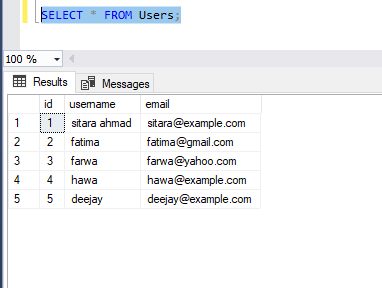 SELECT * FROM Users;
100 %
Results Messages
id username email
1 1 sitara ahmad sitara@example.com
2 2 fatima fatima@gmail.com
3 3 farwa farwa@yahoo.com
4 4 hawa hawa@example.com
5 5 deejay deejay@example.com